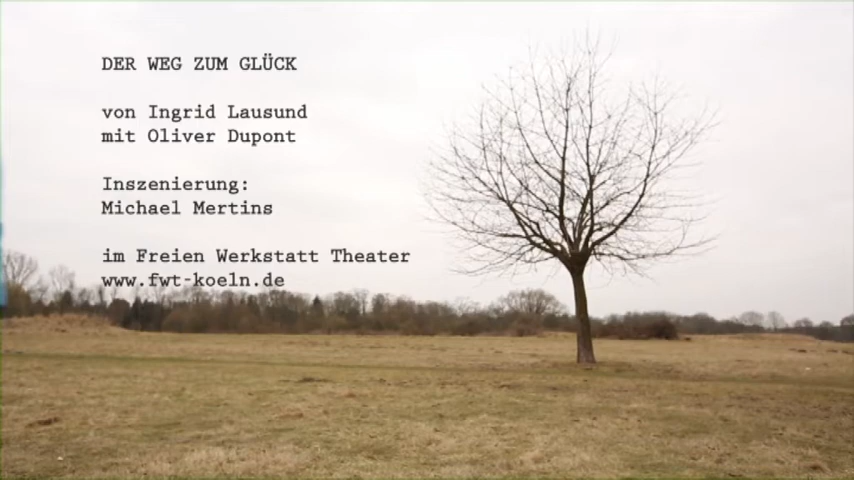 DER WEG ZUM GLÜCK
von Ingrid Lausund
mit Oliver Dupont
Inszenierung:
Michael Mertins
im Freien Werkstatt Theater
www.fwt-koeln.de